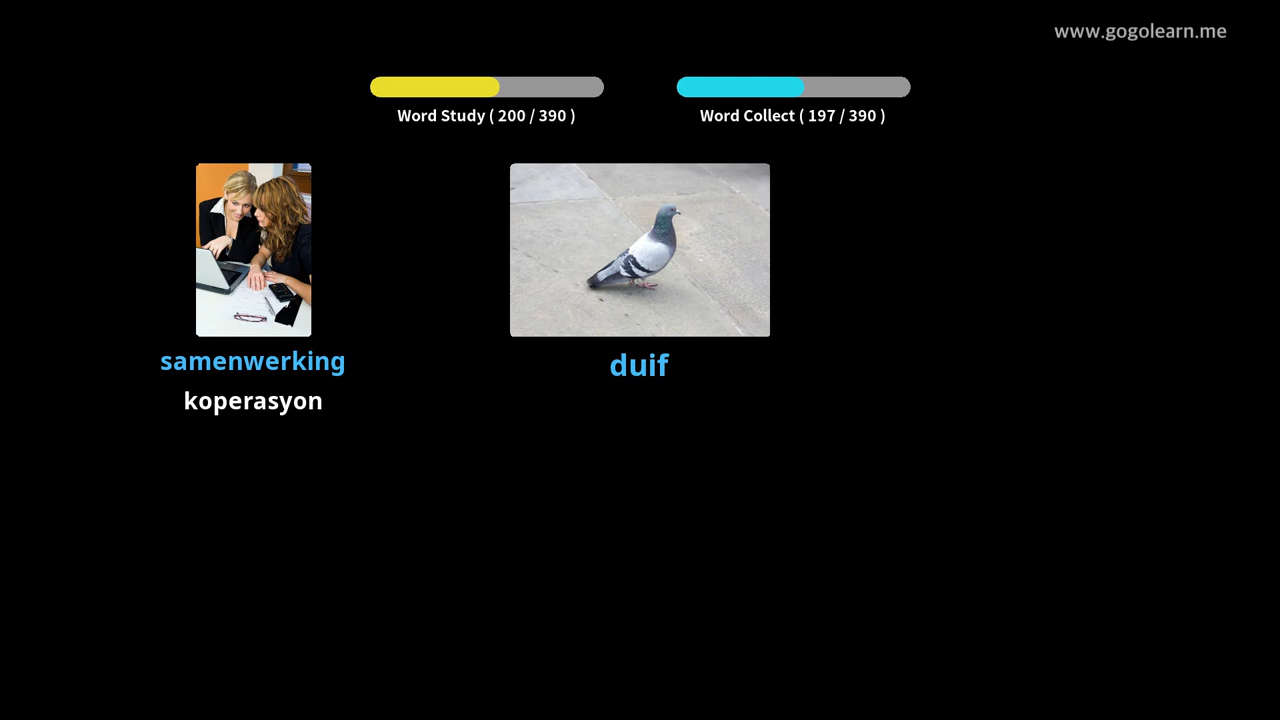 www.gogolearn.me
Word Study ( 200 / 390 )
Word Collect ( 197 / 390 )
samenwerking
koperasyon
duif